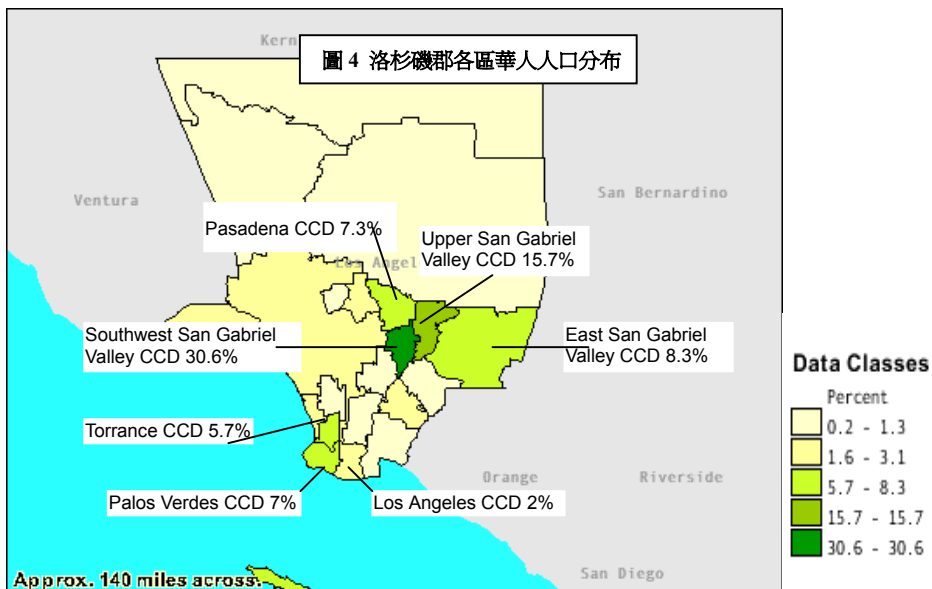 Kern
圖 4 洛杉磯郡各區華人人口分布
Ventura
San Bernardino
Pasadena CCD 7.3%
Upper San Gabriel
Valley CCD 15.7%
Los Angel
Southwest San Gabriel
Valley CCD 30.6%
East San Gabriel
Valley CCD 8.3%
Torrance CCD 5.7%
Palos Verdes CCD 7%
Los Angeles CCD 2%
Orange
Riverside
San Diego
Approx. 140 miles across.
Data Classes
Percent
0.2 - 1.3
1.6 - 3.1
5.7 - 8.3
15.7 - 15.7
30.6 - 30.6